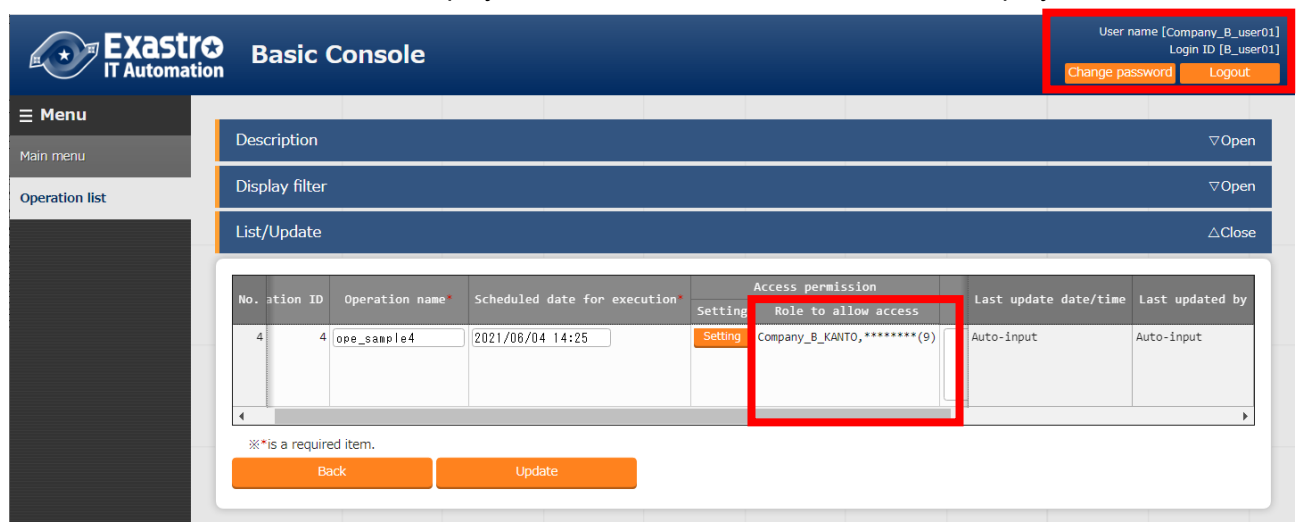 User name [Company_B_user01]
Login ID [B_user01]
Change password Logout
Exastro
IT Automation
Basic Console
Menu
Main menu
Operation list
Description ▽Open
Display filter ▽Open
List/Update △Close
No. ation ID Operation name* Scheduled date for execution* Access permission Last update date/time Last updated by
Setting Role to allow access
4 4 ope_sample4 2021/06/04 14:25 Setting Company_B_KANTO,********(9) Auto-input Auto-input
※*is a required item.
Back Update